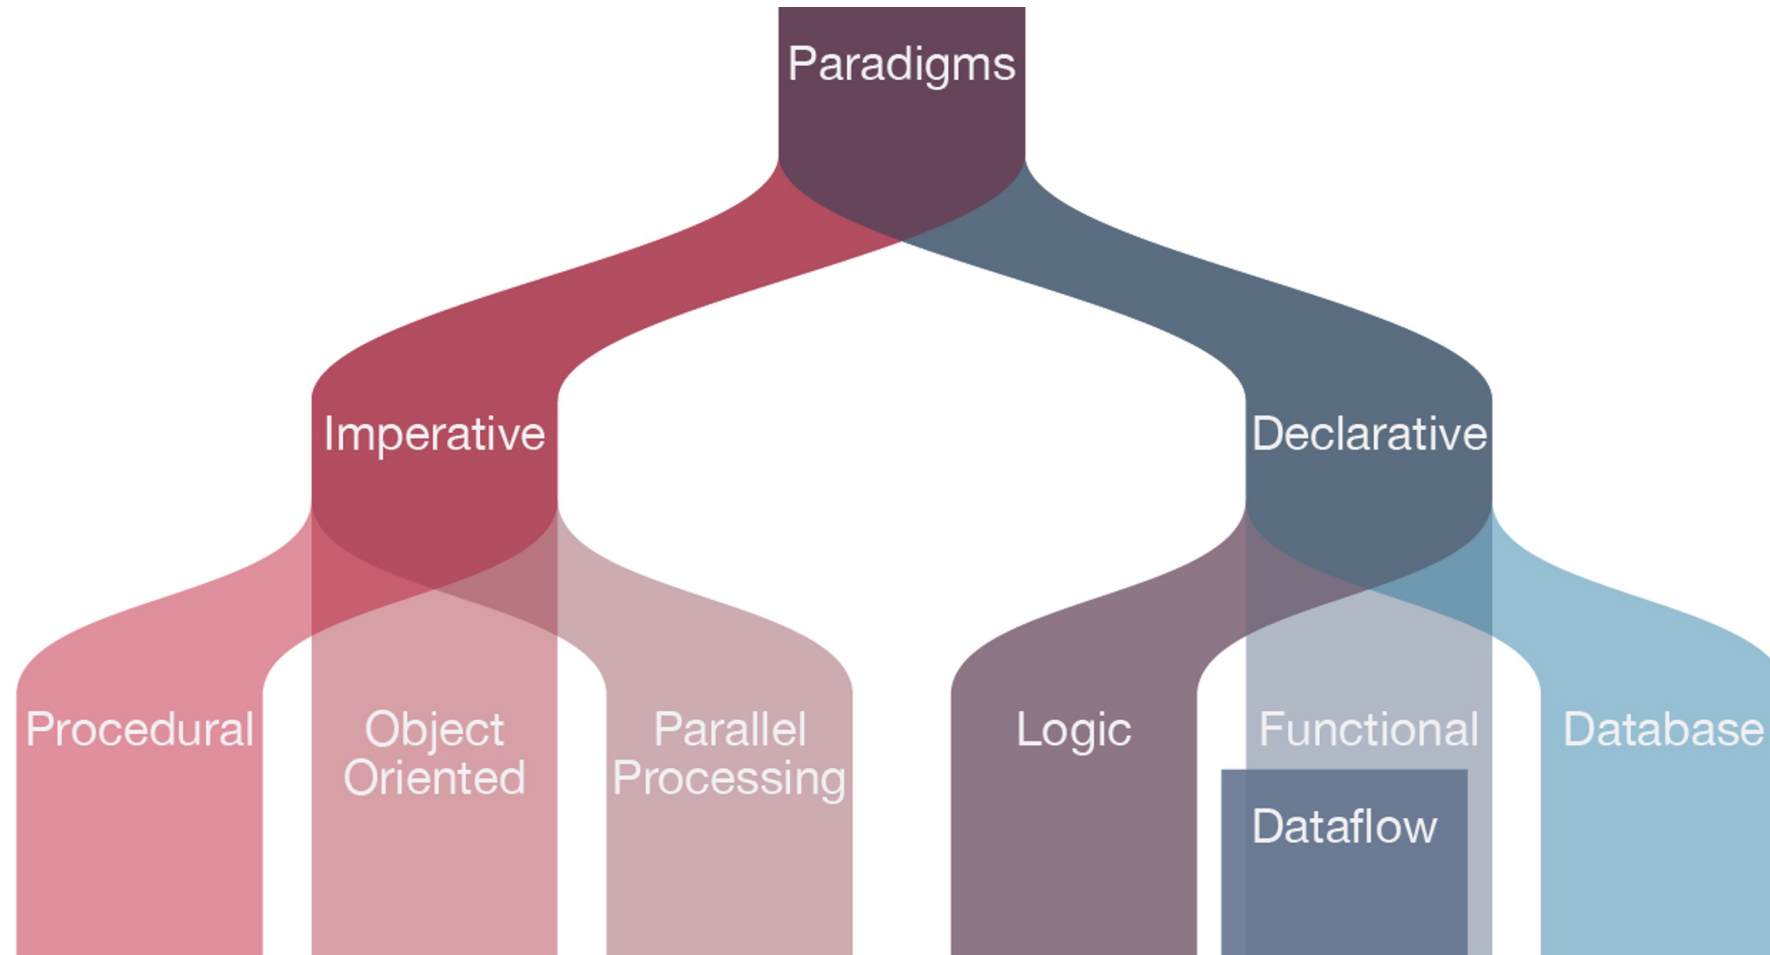 Paradigms
Imperative
Declarative
Procedural
Object
Oriented
Parallel
Processing
Logic
Functional
Dataflow
Database